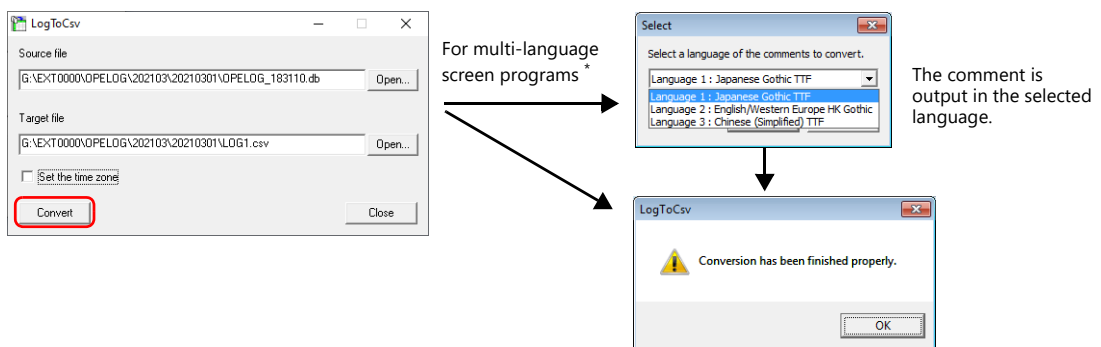 LogToCsv
Source file
G:\EXT0000\OPELOG\202103\20210301\OPELOG_183110.db
Open...
Target file
G:\EXT0000\OPELOG\202103\20210301\LOG1.csv
Open...
Set the time zone
Convert
Close
For multi-language
screen programs *
Select
Select a language of the comments to convert.
Language 1 : Japanese Gothic TTF
Language 1 : Japanese Gothic TTF
Language 2 : English/Western Europe HK Gothic
Language 3 : Chinese (Simplified) TTF
The comment is
output in the selected
language.
LogToCsv
Conversion has been finished properly.
OK